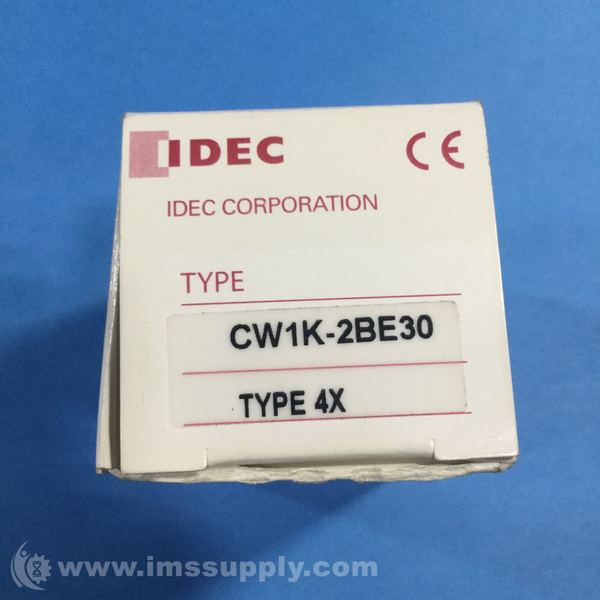 IDEC
CE
IDEC CORPORATION
TYPE
CW1K-2BE30
TYPE 4X
www.imssupply.com